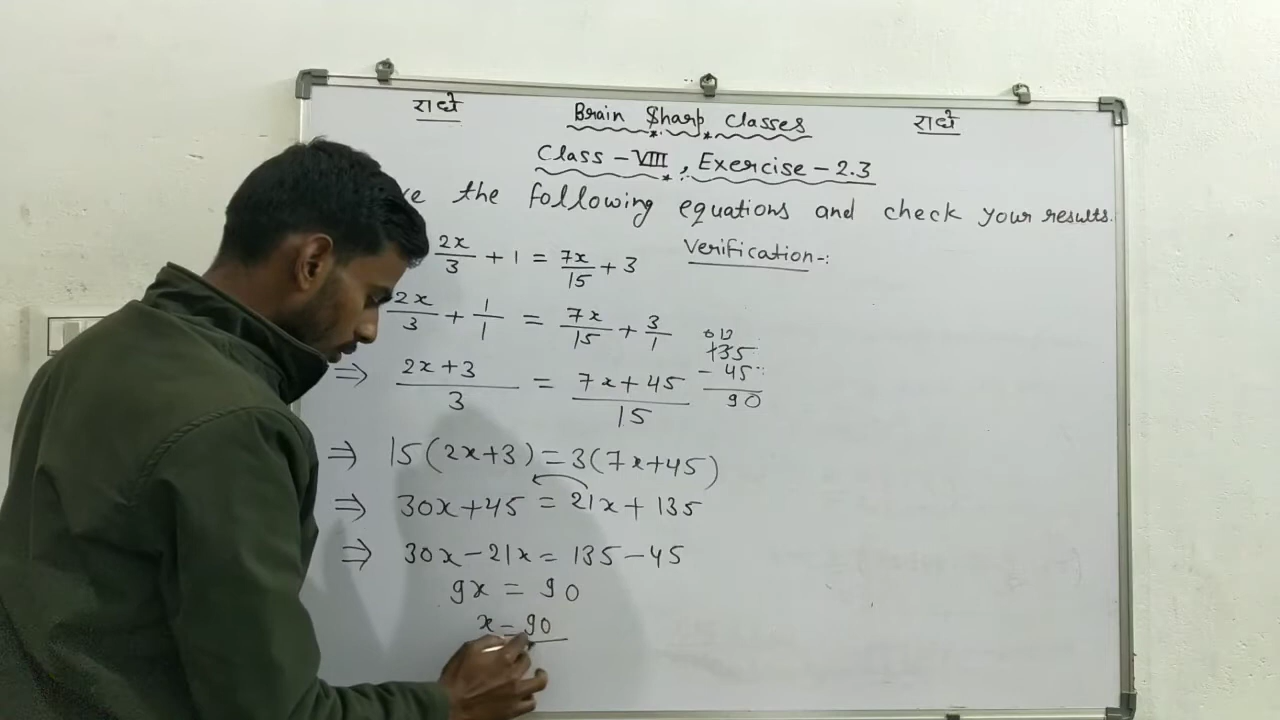 राधे Brain Sharp Classes राधे
Class - VIII, Exercise - 2.3
the following equations and check your results.
2x/3 + 1 = 7x/15 + 3
Verification -:
2x/3 + 1/1 = 7x/15 + 3/1
⇒ 2x+3/3 = 7x+45/15
0 13
135
- 45
90
⇒ 15(2x+3) = 3(7x+45)
⇒ 30x+45 = 21x+135
⇒ 30x-21x = 135-45
9x = 90
x = 90